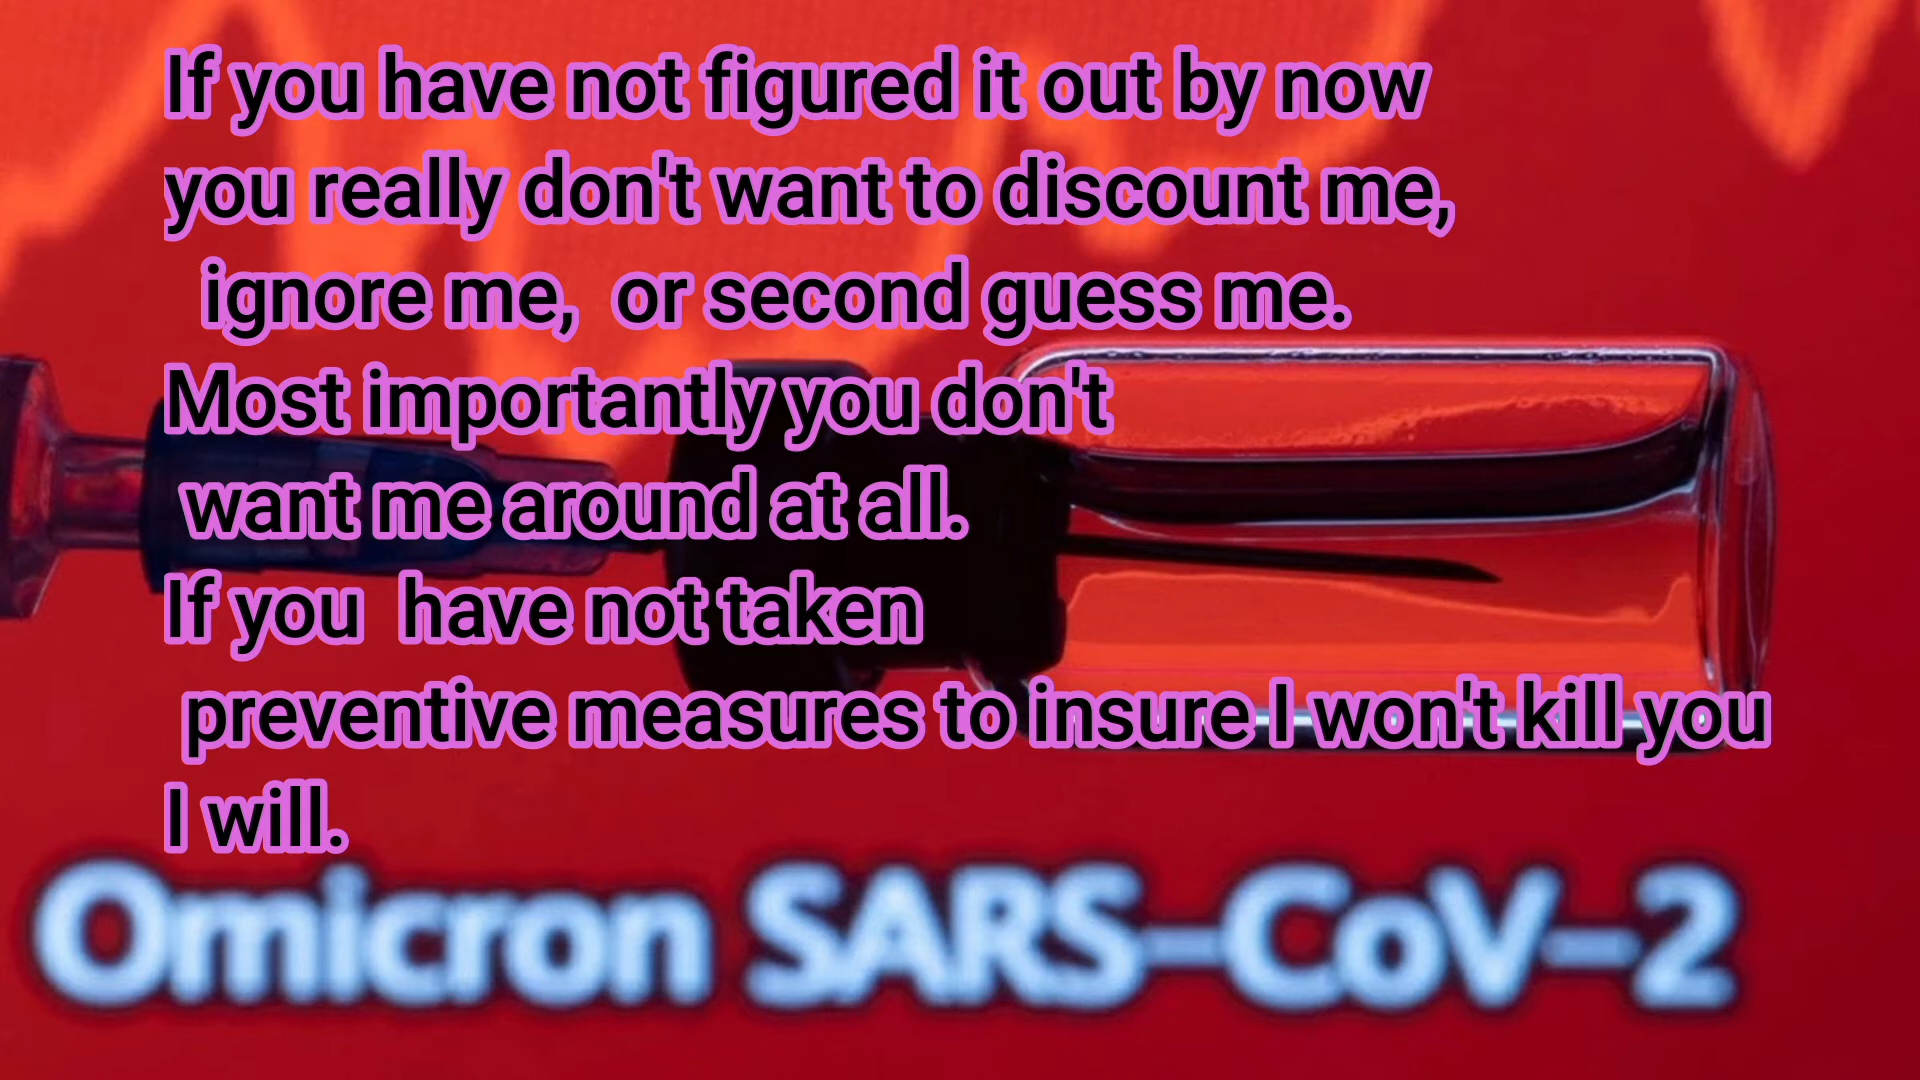 If you have not figured it out by now
you really don't want to discount me,
ignore me, or second guess me.
Most importantly you don't
want me around at all.
If you have not taken
preventive measures to insure I won't kill you
I will.
Omicron SARS-CoV-2